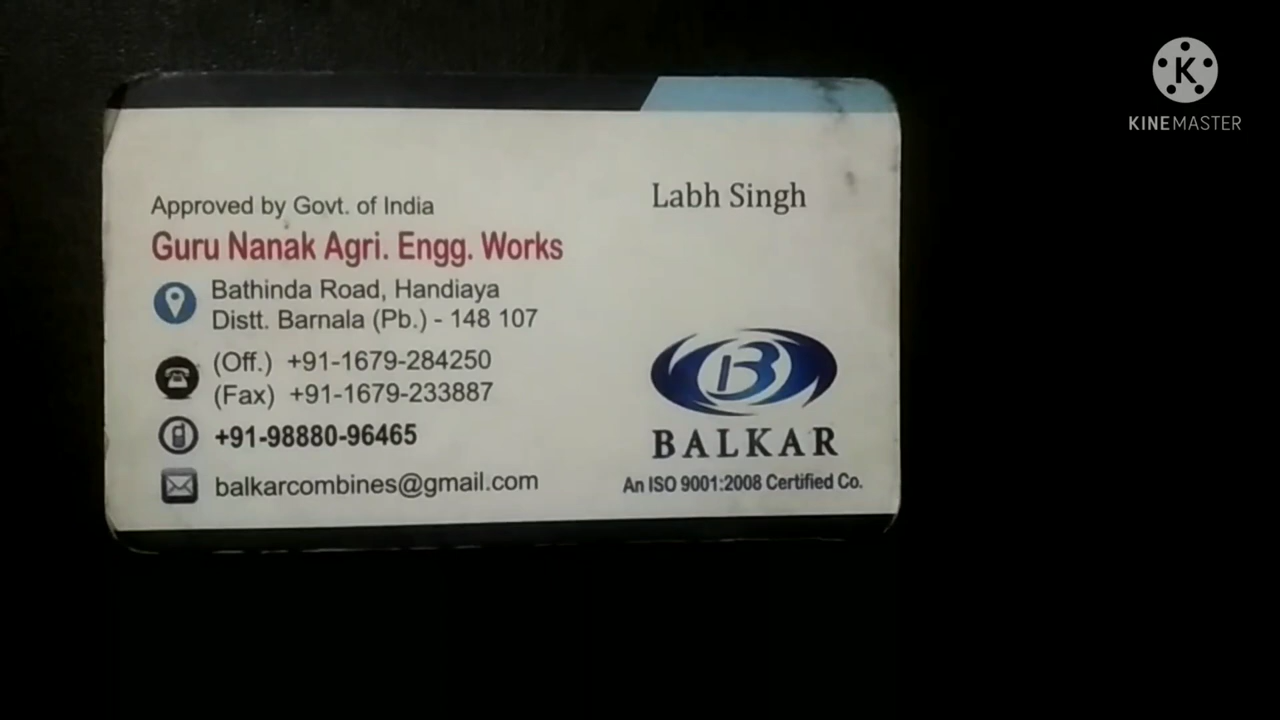 KINEMASTER
Labh Singh
Approved by Govt. of India
Guru Nanak Agri. Engg. Works
Bathinda Road, Handiaya
Distt. Barnala (Pb.) - 148 107
(Off.) +91-1679-284250
(Fax) +91-1679-233887
+91-98880-96465
balkarcombines@gmail.com
B
BALKAR
An ISO 9001:2008 Certified Co.